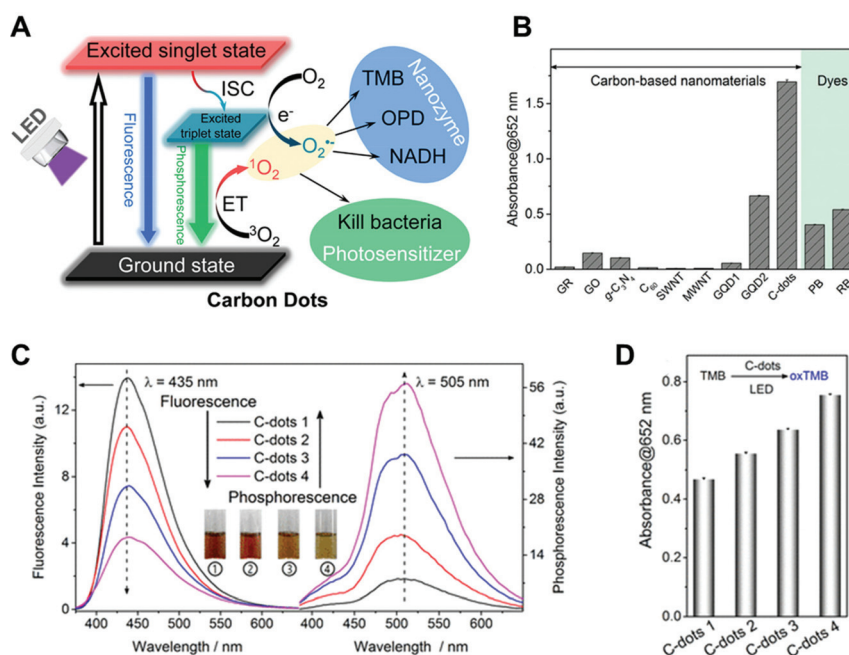 A
Excited singlet state
ISC
O₂
e⁻
Excited
triplet state
O₂•⁻
¹O₂
ET
³O₂
LED
Fluorescence
Phosphorescence
Ground state
Carbon Dots
TMB
OPD
NADH
Nanozyme
Kill bacteria
Photosensitizer
B
Carbon-based nanomaterials
Dyes
Absorbance@652 nm
1.5
1.0
0.5
0.0
GR
GO
g-C₃N₄
C₆₀
SWNT
MWNT
GQD1
GQD2
C-dots
PB
RB
C
λ = 435 nm
Fluorescence
C-dots 1
C-dots 2
C-dots 3
C-dots 4
Phosphorescence
① ② ③ ④
λ = 505 nm
Fluorescence Intensity (a.u.)
12
8
4
0
400 450 500 550 600
Wavelength / nm
400 450 500 550 600
Wavelength / nm
56
42
28
14
Phosphorescence Intensity (a.u.)
D
C-dots
TMB
oxTMB
LED
Absorbance@652 nm
0.8
0.6
0.4
0.2
0.0
C-dots 1
C-dots 2
C-dots 3
C-dots 4